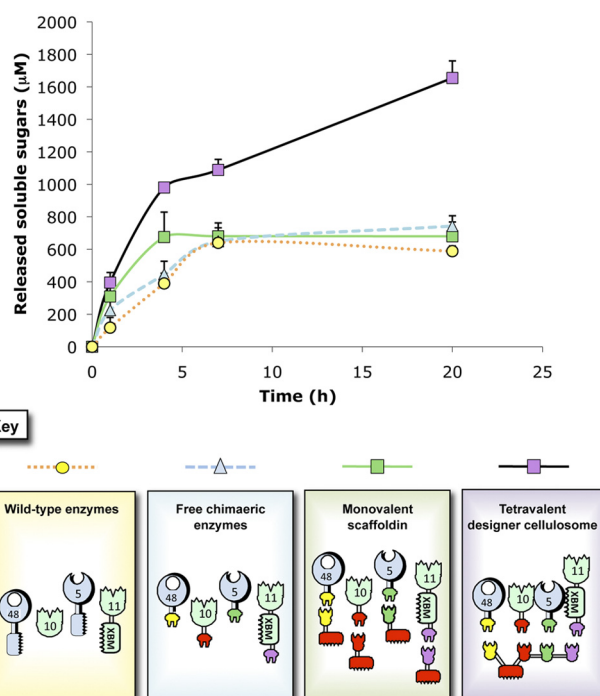 2000
1800
1600
1400
1200
1000
800
600
400
200
0
Released soluble sugars (μM)
0 5 10 15 20 25
Time (h)
Key
Wild-type enzymes
Free chimaeric
enzymes
Monovalent
scaffoldin
Tetravalent
designer cellulosome
48 10 5 11 XBM
48 10 5 11 XBM
48 10 5 11 XBM
48 10 5 11 XBM